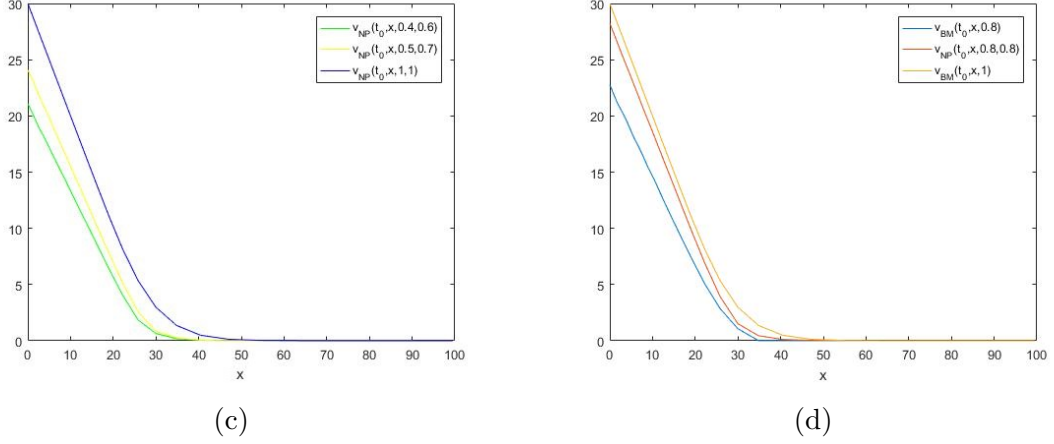 30
25
20
15
10
5
0
0 10 20 30 40 50 60 70 80 90 100
x
v_NP(t_0,x,0.4,0.6)
v_NP(t_0,x,0.5,0.7)
v_NP(t_0,x,1,1)
(c)
30
25
20
15
10
5
0
0 10 20 30 40 50 60 70 80 90 100
x
v_BM(t_0,x,0.8)
v_NP(t_0,x,0.8,0.8)
v_BM(t_0,x,1)
(d)